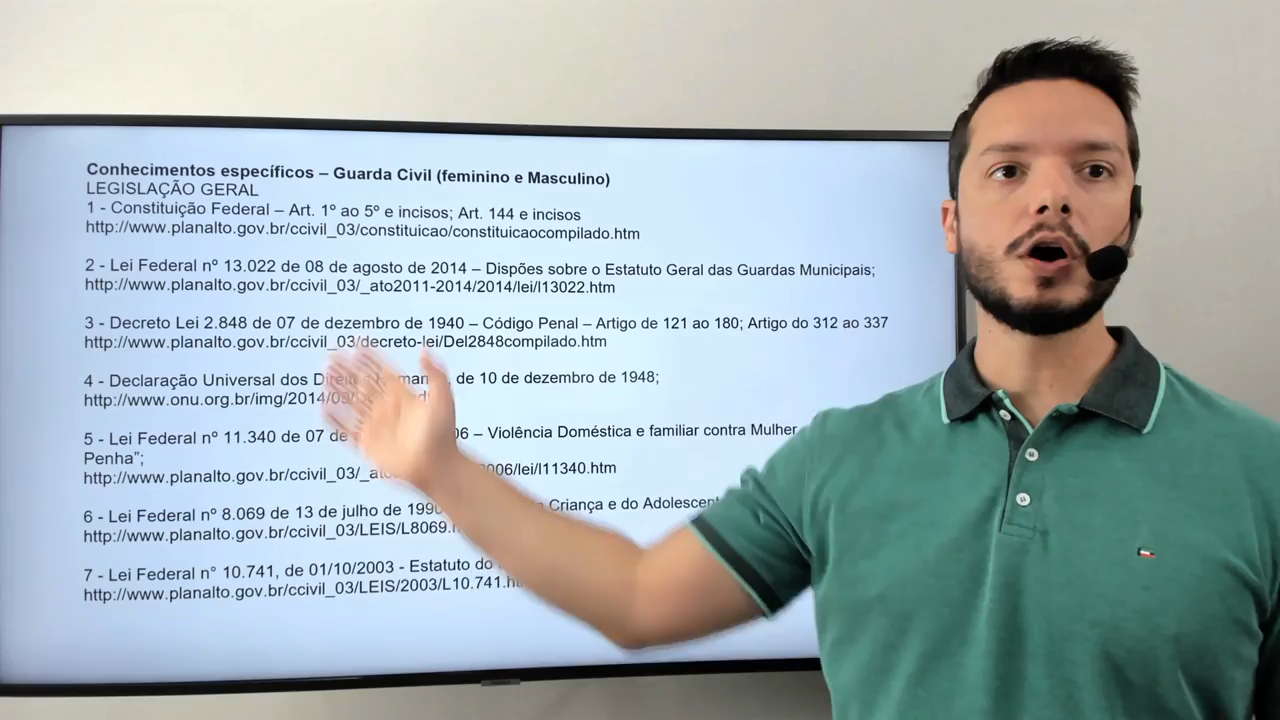 Conhecimentos específicos – Guarda Civil (feminino e Masculino)
LEGISLAÇÃO GERAL
1 - Constituição Federal – Art. 1º ao 5º e incisos; Art. 144 e incisos
http://www.planalto.gov.br/ccivil_03/constituicao/constituicaocompilado.htm
2 - Lei Federal nº 13.022 de 08 de agosto de 2014 – Dispões sobre o Estatuto Geral das Guardas Municipais;
http://www.planalto.gov.br/ccivil_03/_ato2011-2014/2014/lei/l13022.htm
3 - Decreto Lei 2.848 de 07 de dezembro de 1940 – Código Penal – Artigo de 121 ao 180; Artigo do 312 ao 337
http://www.planalto.gov.br/ccivil_03/decreto-lei/Del2848compilado.htm
4 - Declaração Universal dos de 10 de dezembro de 1948;
http://www.onu.org.br/img/2014/09/
5 - Lei Federal nº 11.340 de 07 de 06 – Violência Doméstica e familiar contra Mulher
Penha”;
http://www.planalto.gov.br/ccivil_03/_ato 006/lei/l11340.htm
6 - Lei Federal nº 8.069 de 13 de julho de 1990 Criança e do Adolescent
http://www.planalto.gov.br/ccivil_03/LEIS/L8069.
7 - Lei Federal n° 10.741, de 01/10/2003 - Estatuto do
http://www.planalto.gov.br/ccivil_03/LEIS/2003/L10.741.h